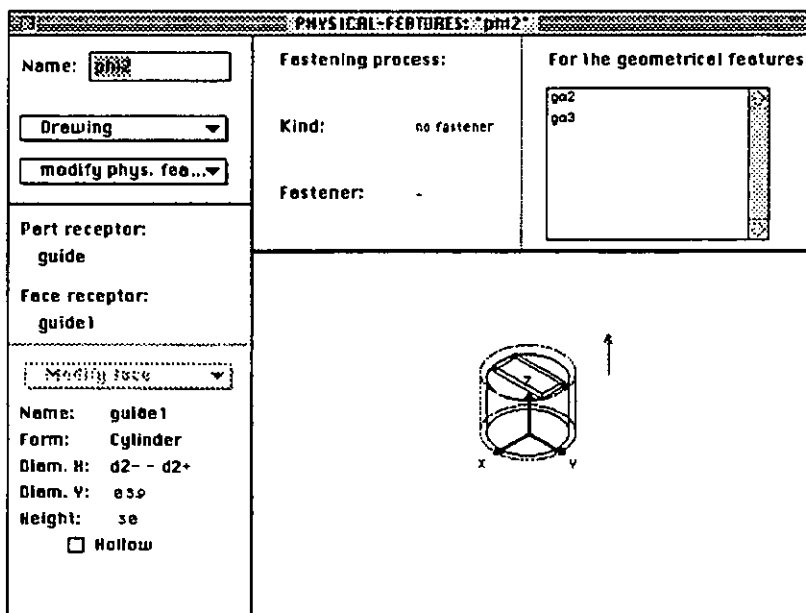 PHYSICAL-FEATURES: "phi2"
Name: phi2
Drawing
modify phys. fea...
Part receptor:
guide
Face receptor:
guide1
Modify face
Name: guide1
Form: Cylinder
Diam. X: d2- - d2+
Diam. Y:
Height: 30
Hollow
Fastening process:
Kind: no fastener
Fastener: -
For the geometrical features
ga2
ga3
A
Z
X
Y